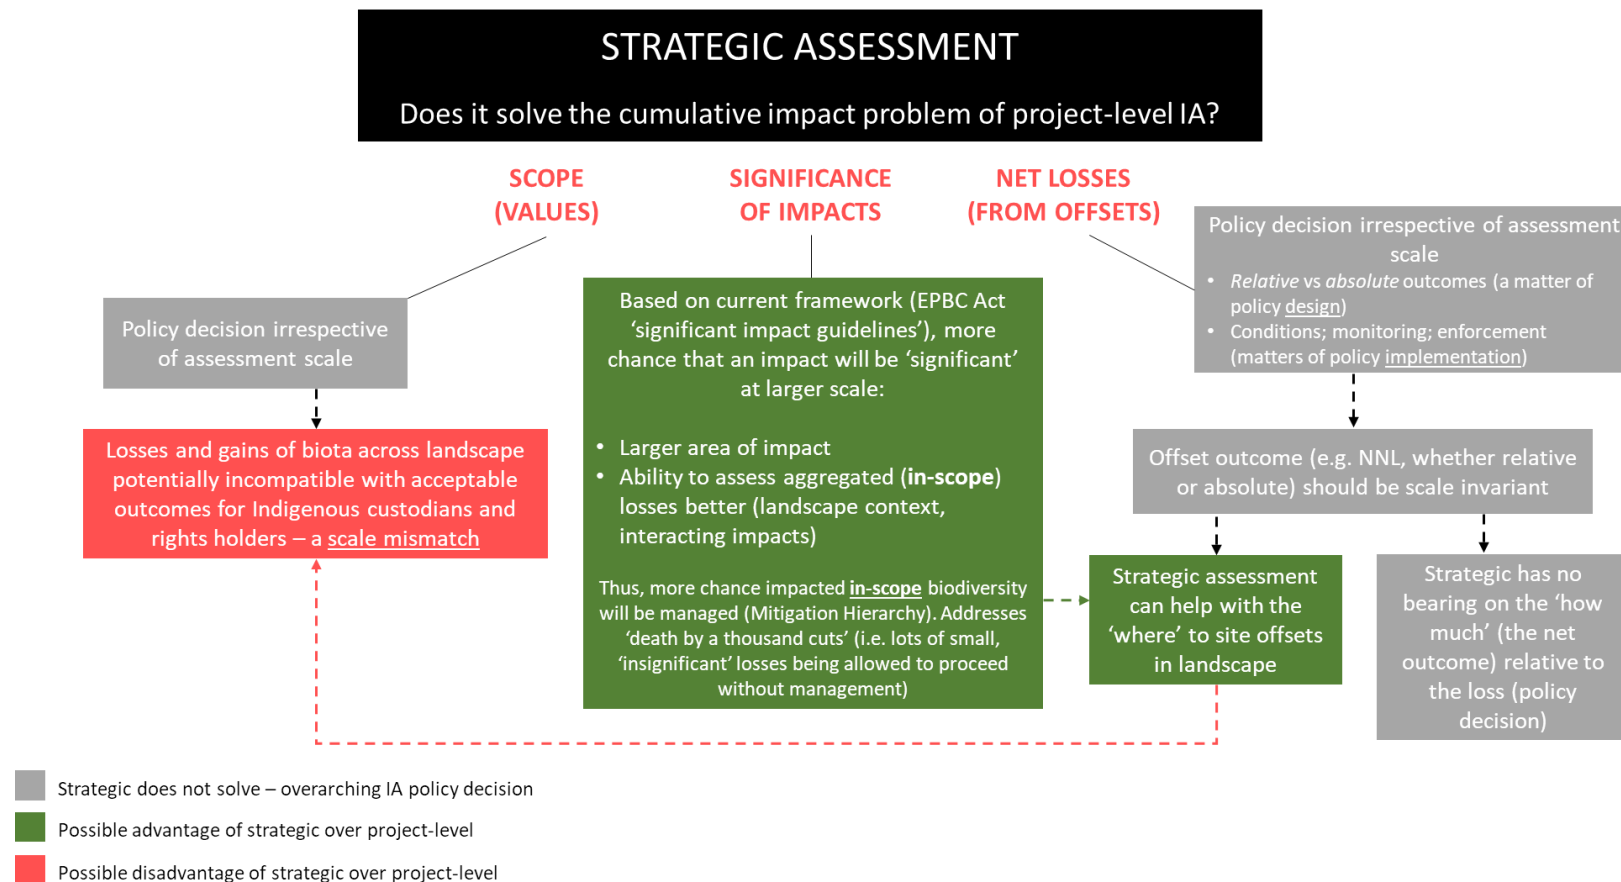 STRATEGIC ASSESSMENT
Does it solve the cumulative impact problem of project-level IA?
SCOPE
(VALUES)
SIGNIFICANCE
OF IMPACTS
NET LOSSES
(FROM OFFSETS)
Policy decision irrespective
of assessment scale
Losses and gains of biota across landscape
potentially incompatible with acceptable
outcomes for Indigenous custodians and
rights holders – a scale mismatch
Based on current framework (EPBC Act
‘significant impact guidelines’), more
chance that an impact will be ‘significant’
at larger scale:
• Larger area of impact
• Ability to assess aggregated (in-scope)
losses better (landscape context,
interacting impacts)
Thus, more chance impacted in-scope biodiversity
will be managed (Mitigation Hierarchy). Addresses
‘death by a thousand cuts’ (i.e. lots of small,
‘insignificant’ losses being allowed to proceed
without management)
Policy decision irrespective of assessment
scale
• Relative vs absolute outcomes (a matter of
policy design)
• Conditions; monitoring; enforcement
(matters of policy implementation)
Offset outcome (e.g. NNL, whether relative
or absolute) should be scale invariant
Strategic assessment
can help with the
‘where’ to site offsets
in landscape
Strategic has no
bearing on the ‘how
much’ (the net
outcome) relative to
the loss (policy
decision)
Strategic does not solve – overarching IA policy decision
Possible advantage of strategic over project-level
Possible disadvantage of strategic over project-level